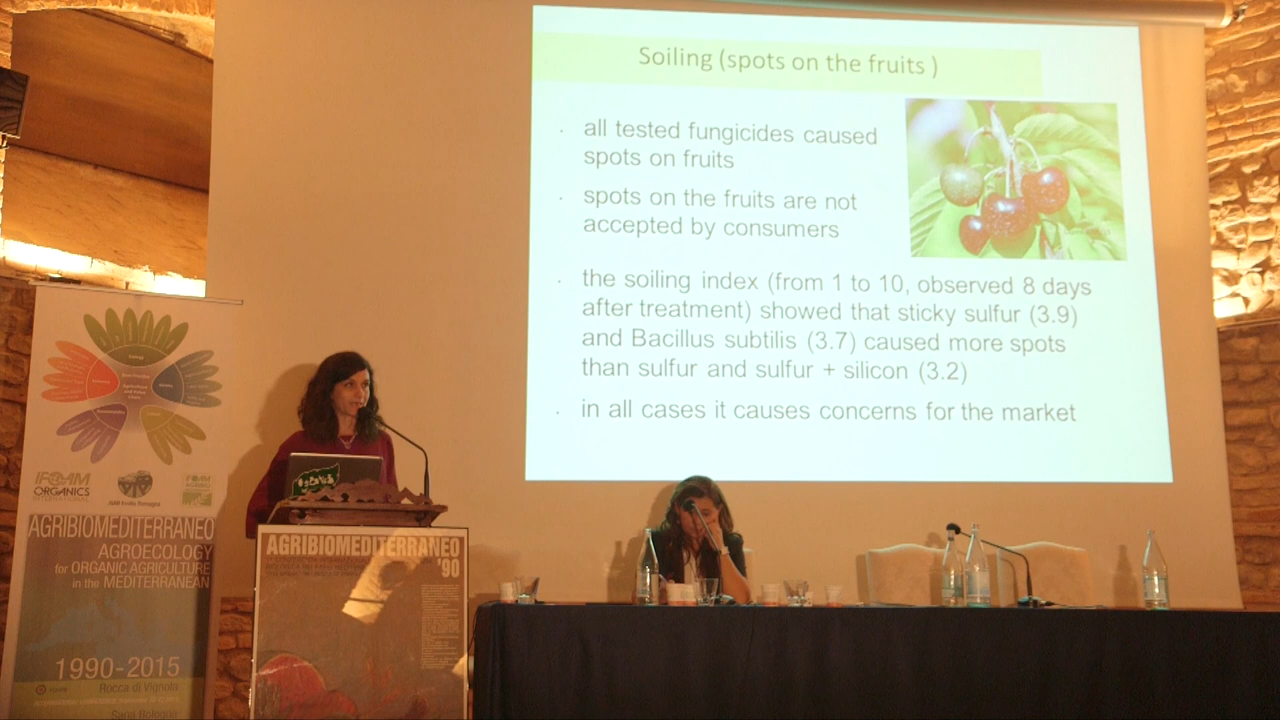 Soiling (spots on the fruits )
all tested fungicides caused
spots on fruits
spots on the fruits are not
accepted by consumers
the soiling index (from 1 to 10, observed 8 days
after treatment) showed that sticky sulfur (3.9)
and Bacillus subtilis (3.7) caused more spots
than sulfur and sulfur + silicon (3.2)
in all cases it causes concerns for the market
IFOAM
ORGANICS
INTERNATIONAL
AGRIBIOMEDITERRANEO
AGROECOLOGY
for ORGANIC AGRICULTURE
in the MEDITERRANEAN
1990-2015
Rocca di Vignola
Sana Bologna
AGRIBIOMEDITERRANEO
'90